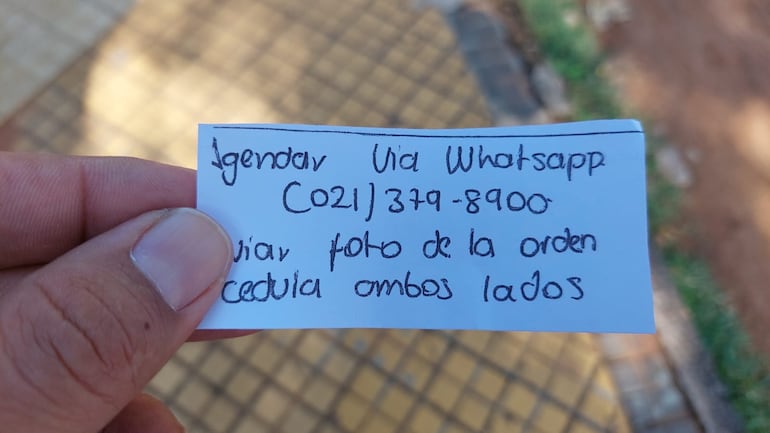 Agendar Via Whatsapp
(021) 379-8900
viar foto de la orden
cedula ambos lados